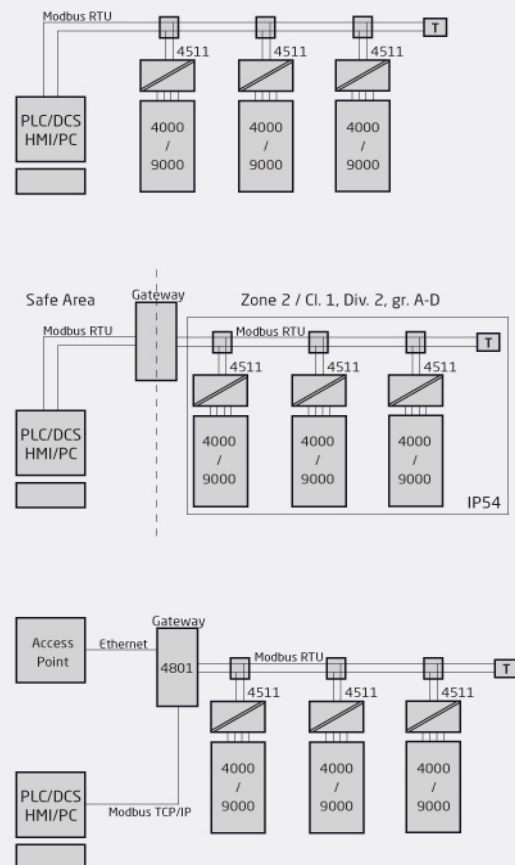 Modbus RTU
T
4511
4511
4511
PLC/DCS
HMI/PC
4000
/
9000
4000
/
9000
4000
/
9000
Safe Area
Gateway
Zone 2 / Cl. 1, Div. 2, gr. A-D
Modbus RTU
Modbus RTU
T
4511
4511
4511
PLC/DCS
HMI/PC
4000
/
9000
4000
/
9000
4000
/
9000
IP54
Gateway
Access
Point
Ethernet
4801
Modbus RTU
T
4511
4511
4511
4000
/
9000
4000
/
9000
4000
/
9000
PLC/DCS
HMI/PC
Modbus TCP/IP